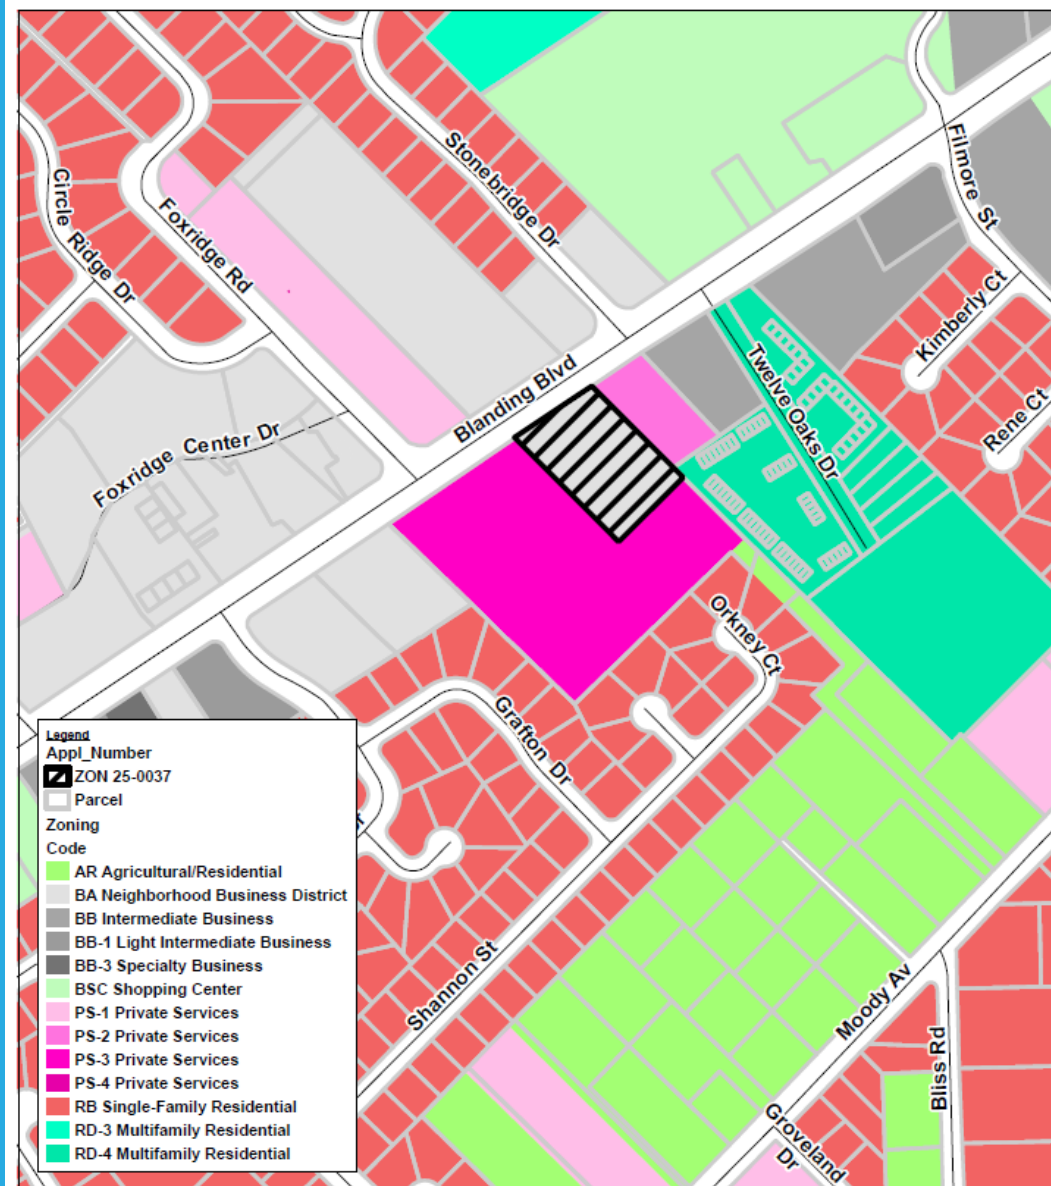 Stonebridge Dr
Filmore St
Circle Ridge Dr
Foxridge Rd
Kimberly Ct
Twelve Oaks Dr
Blanding Blvd
Rene Ct
Foxridge Center Dr
Orkney Ct
Grafton Dr
Legend
Appl_Number
ZON 25-0037
Parcel
Zoning
Code
AR Agricultural/Residential
BA Neighborhood Business District
BB Intermediate Business
BB-1 Light Intermediate Business
BB-3 Specialty Business
BSC Shopping Center
PS-1 Private Services
PS-2 Private Services
PS-3 Private Services
PS-4 Private Services
RB Single-Family Residential
RD-3 Multifamily Residential
RD-4 Multifamily Residential
Shannon St
Moody Av
Bliss Rd
Groveland Dr